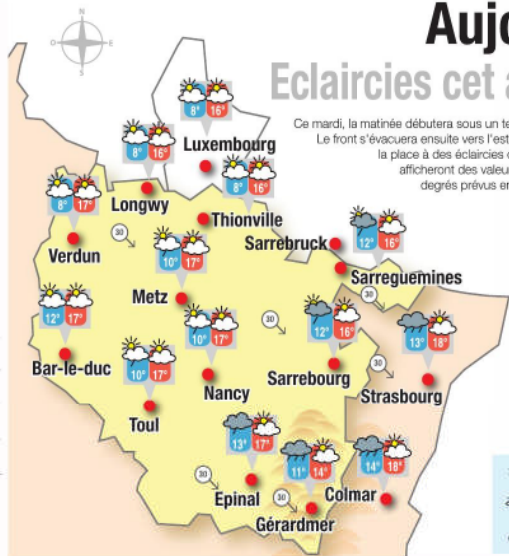 Aujo
Eclaircies cet a
Ce mardi, la matinée débutera sous un te
Le front s'évacuera ensuite vers l'est
la place à des éclaircies
afficheront des valeu
degrés prévus e
N
O
E
S
8° 16°
Luxembourg
8° 16°
Longwy
8° 16°
Thionville
8° 17°
Verdun
30
10° 17°
Metz
Sarrebruck
12° 16°
Sarreguemines
30
12° 17°
Bar-le-duc
10° 17°
Toul
10° 17°
Nancy
30
12° 16°
Sarrebourg
30
13° 18°
Strasbourg
13° 17°
Epinal
30
11° 14°
Gérardmer
30
14° 18°
Colmar